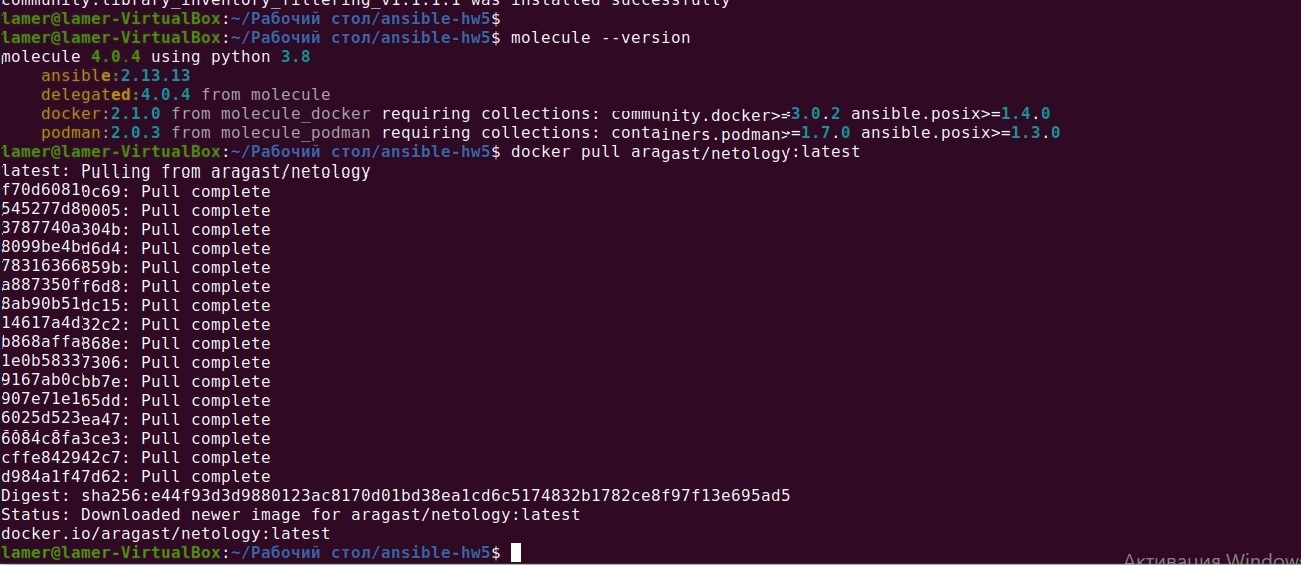 community.library_inventory_filtering_v1:1.1.1 was installed successfully
lamer@lamer-VirtualBox:~/Рабочий стол/ansible-hw5$
lamer@lamer-VirtualBox:~/Рабочий стол/ansible-hw5$ molecule --version
molecule 4.0.4 using python 3.8
    ansible:2.13.13
    delegated:4.0.4 from molecule
    docker:2.1.0 from molecule_docker requiring collections: community.docker>=3.0.2 ansible.posix>=1.4.0
    podman:2.0.3 from molecule_podman requiring collections: containers.podman>=1.7.0 ansible.posix>=1.3.0
lamer@lamer-VirtualBox:~/Рабочий стол/ansible-hw5$ docker pull aragast/netology:latest
latest: Pulling from aragast/netology
f70d60810c69: Pull complete
545277d80005: Pull complete
3787740a304b: Pull complete
8099be4bd6d4: Pull complete
78316366859b: Pull complete
a887350ff6d8: Pull complete
8ab90b51dc15: Pull complete
14617a4d32c2: Pull complete
b868affa868e: Pull complete
1e0b58337306: Pull complete
9167ab0cbb7e: Pull complete
907e71e165dd: Pull complete
6025d523ea47: Pull complete
6084c8fa3ce3: Pull complete
cffe842942c7: Pull complete
d984a1f47d62: Pull complete
Digest: sha256:e44f93d3d9880123ac8170d01bd38ea1cd6c5174832b1782ce8f97f13e695ad5
Status: Downloaded newer image for aragast/netology:latest
docker.io/aragast/netology:latest
lamer@lamer-VirtualBox:~/Рабочий стол/ansible-hw5$
Активация Windows